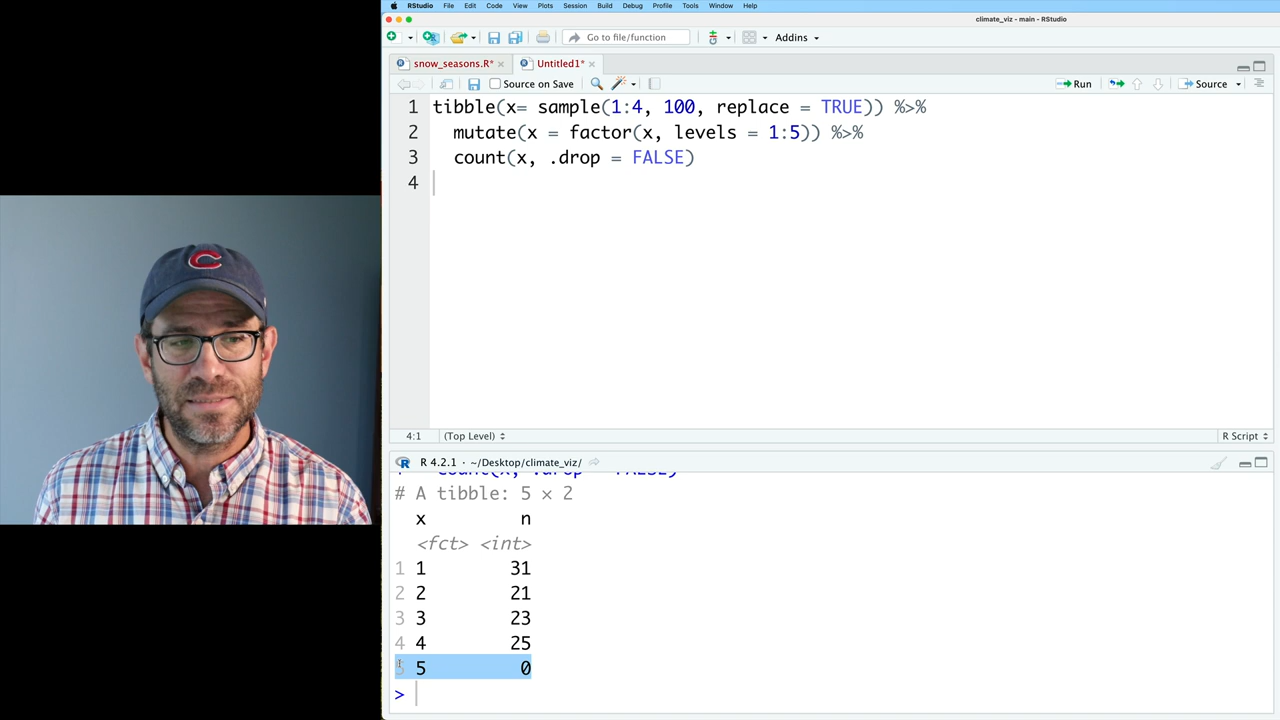 RStudio File Edit Code View Plots Session Build Debug Profile Tools Window Help
climate_viz - main - RStudio
Go to file/function
Addins
snow_seasons.R*
Untitled1*
Source on Save
Run
Source
1 tibble(x= sample(1:4, 100, replace = TRUE)) %>%
2 mutate(x = factor(x, levels = 1:5)) %>%
3 count(x, .drop = FALSE)
4
4:1 (Top Level)
R Script
R 4.2.1 · ~/Desktop/climate_viz/
count(x, .drop = FALSE)
# A tibble: 5 × 2
x n
<fct> <int>
1 1 31
2 2 21
3 3 23
4 4 25
5 5 0
>
C